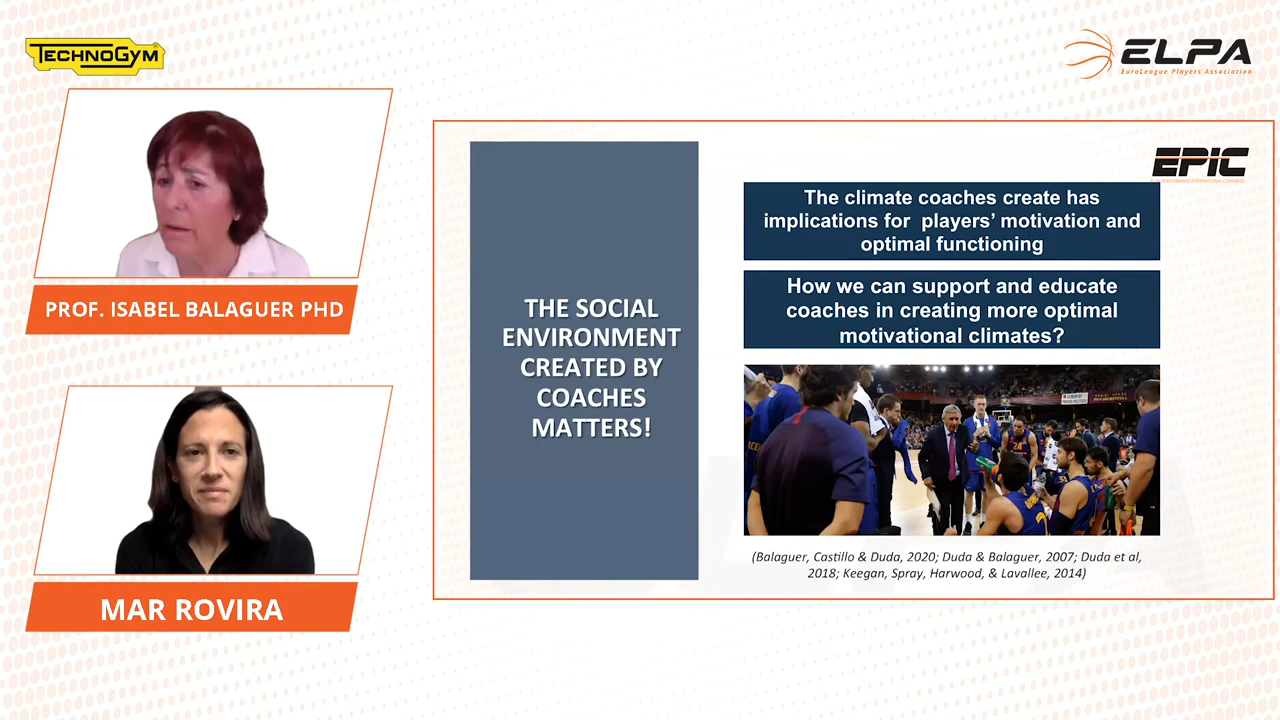 TECHNOGYM
ELPA
EuroLeague Players Association
PROF. ISABEL BALAGUER PHD
MAR ROVIRA
THE SOCIAL
ENVIRONMENT
CREATED BY
COACHES
MATTERS!
EPIC
The climate coaches create has
implications for players' motivation and
optimal functioning
How we can support and educate
coaches in creating more optimal
motivational climates?
24
(Balaguer, Castillo & Duda, 2020; Duda & Balaguer, 2007; Duda et al,
2018; Keegan, Spray, Harwood, & Lavallee, 2014)